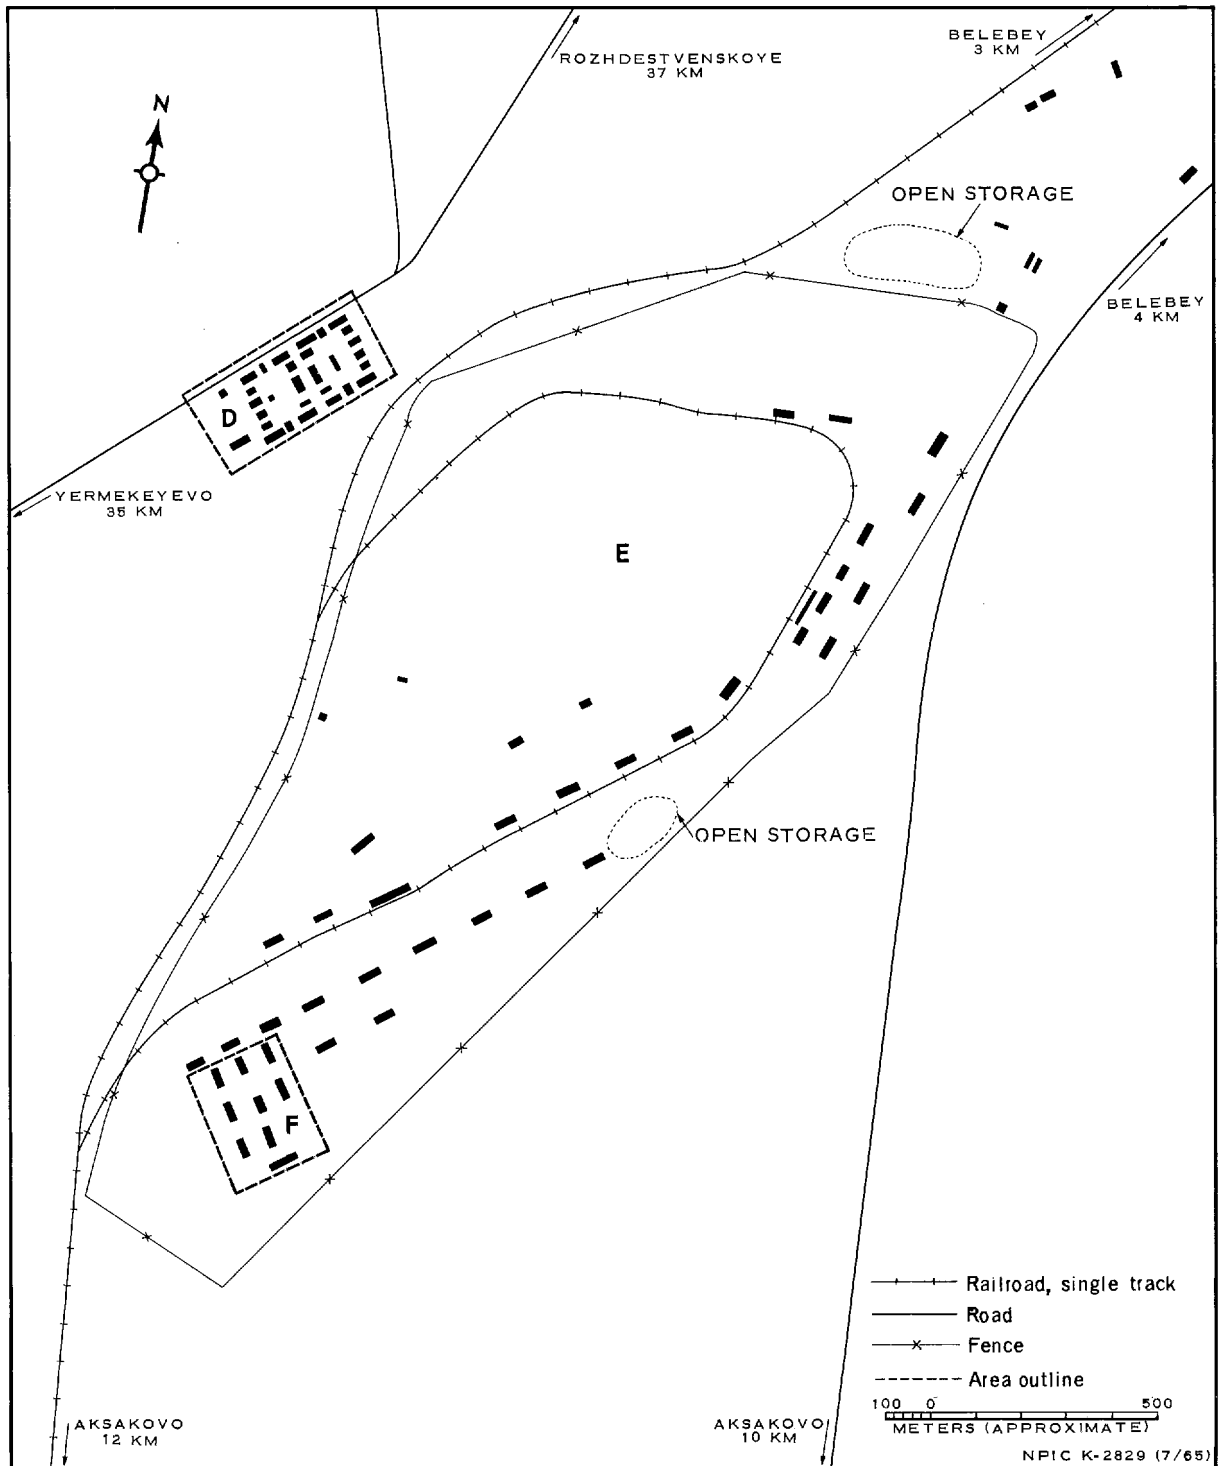 ROZHDESTVENSKOYE
37 KM
BELEBEY
3 KM
N
OPEN STORAGE
BELEBEY
4 KM
D
YERMEKEYEVO
35 KM
E
OPEN STORAGE
F
Railroad, single track
Road
Fence
Area outline
100 0 500
METERS (APPROXIMATE)
AKSAKOVO
12 KM
AKSAKOVO
10 KM
NPIC K-2829 (7/65)